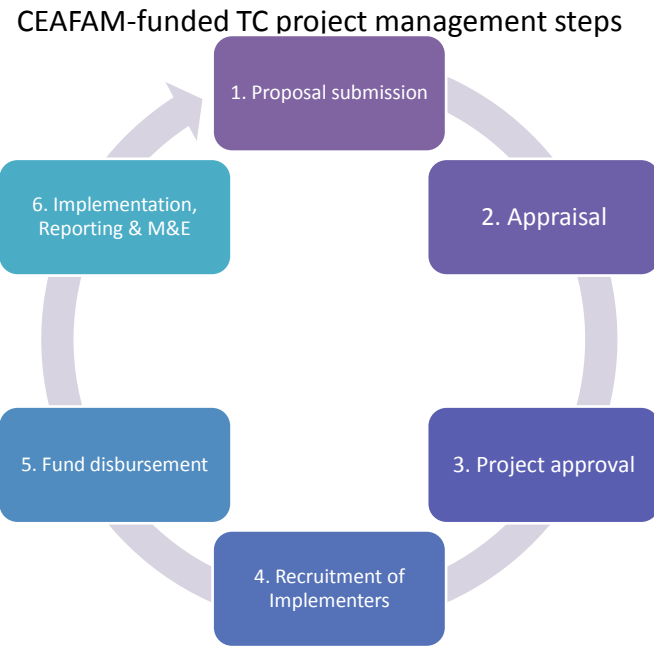 CEAFAM-funded TC project management steps
1. Proposal submission
2. Appraisal
3. Project approval
4. Recruitment of
Implementers
5. Fund disbursement
6. Implementation,
Reporting & M&E